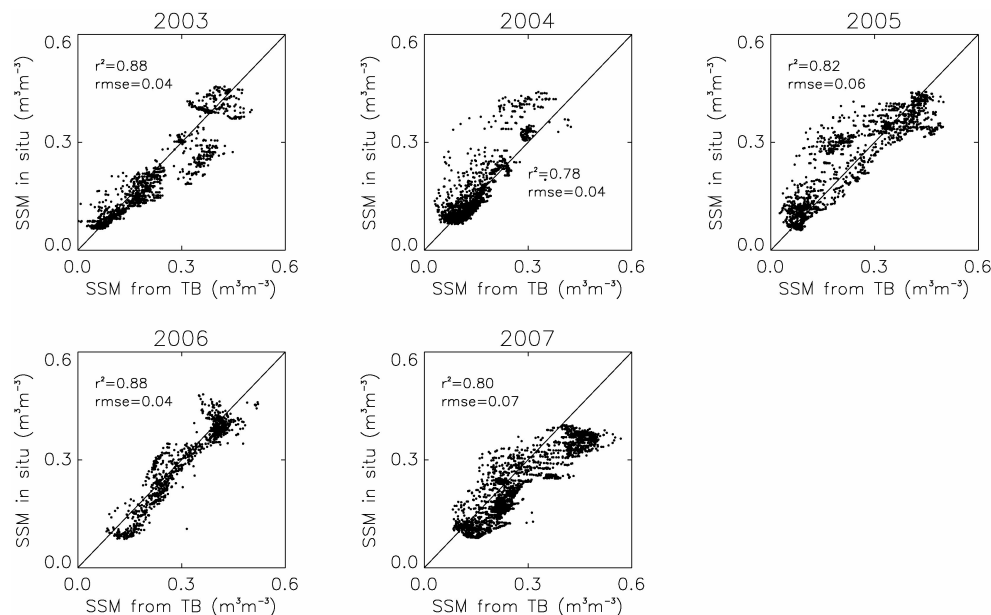 2003
0.6
0.3
0.0
SSM in situ (m³m⁻³)
r²=0.88
rmse=0.04
0.0 0.3 0.6
SSM from TB (m³m⁻³)
2004
0.6
0.3
0.0
SSM in situ (m³m⁻³)
r²=0.78
rmse=0.04
0.0 0.3 0.6
SSM from TB (m³m⁻³)
2005
0.6
0.3
0.0
SSM in situ (m³m⁻³)
r²=0.82
rmse=0.06
0.0 0.3 0.6
SSM from TB (m³m⁻³)
2006
0.6
0.3
0.0
SSM in situ (m³m⁻³)
r²=0.88
rmse=0.04
0.0 0.3 0.6
SSM from TB (m³m⁻³)
2007
0.6
0.3
0.0
SSM in situ (m³m⁻³)
r²=0.80
rmse=0.07
0.0 0.3 0.6
SSM from TB (m³m⁻³)